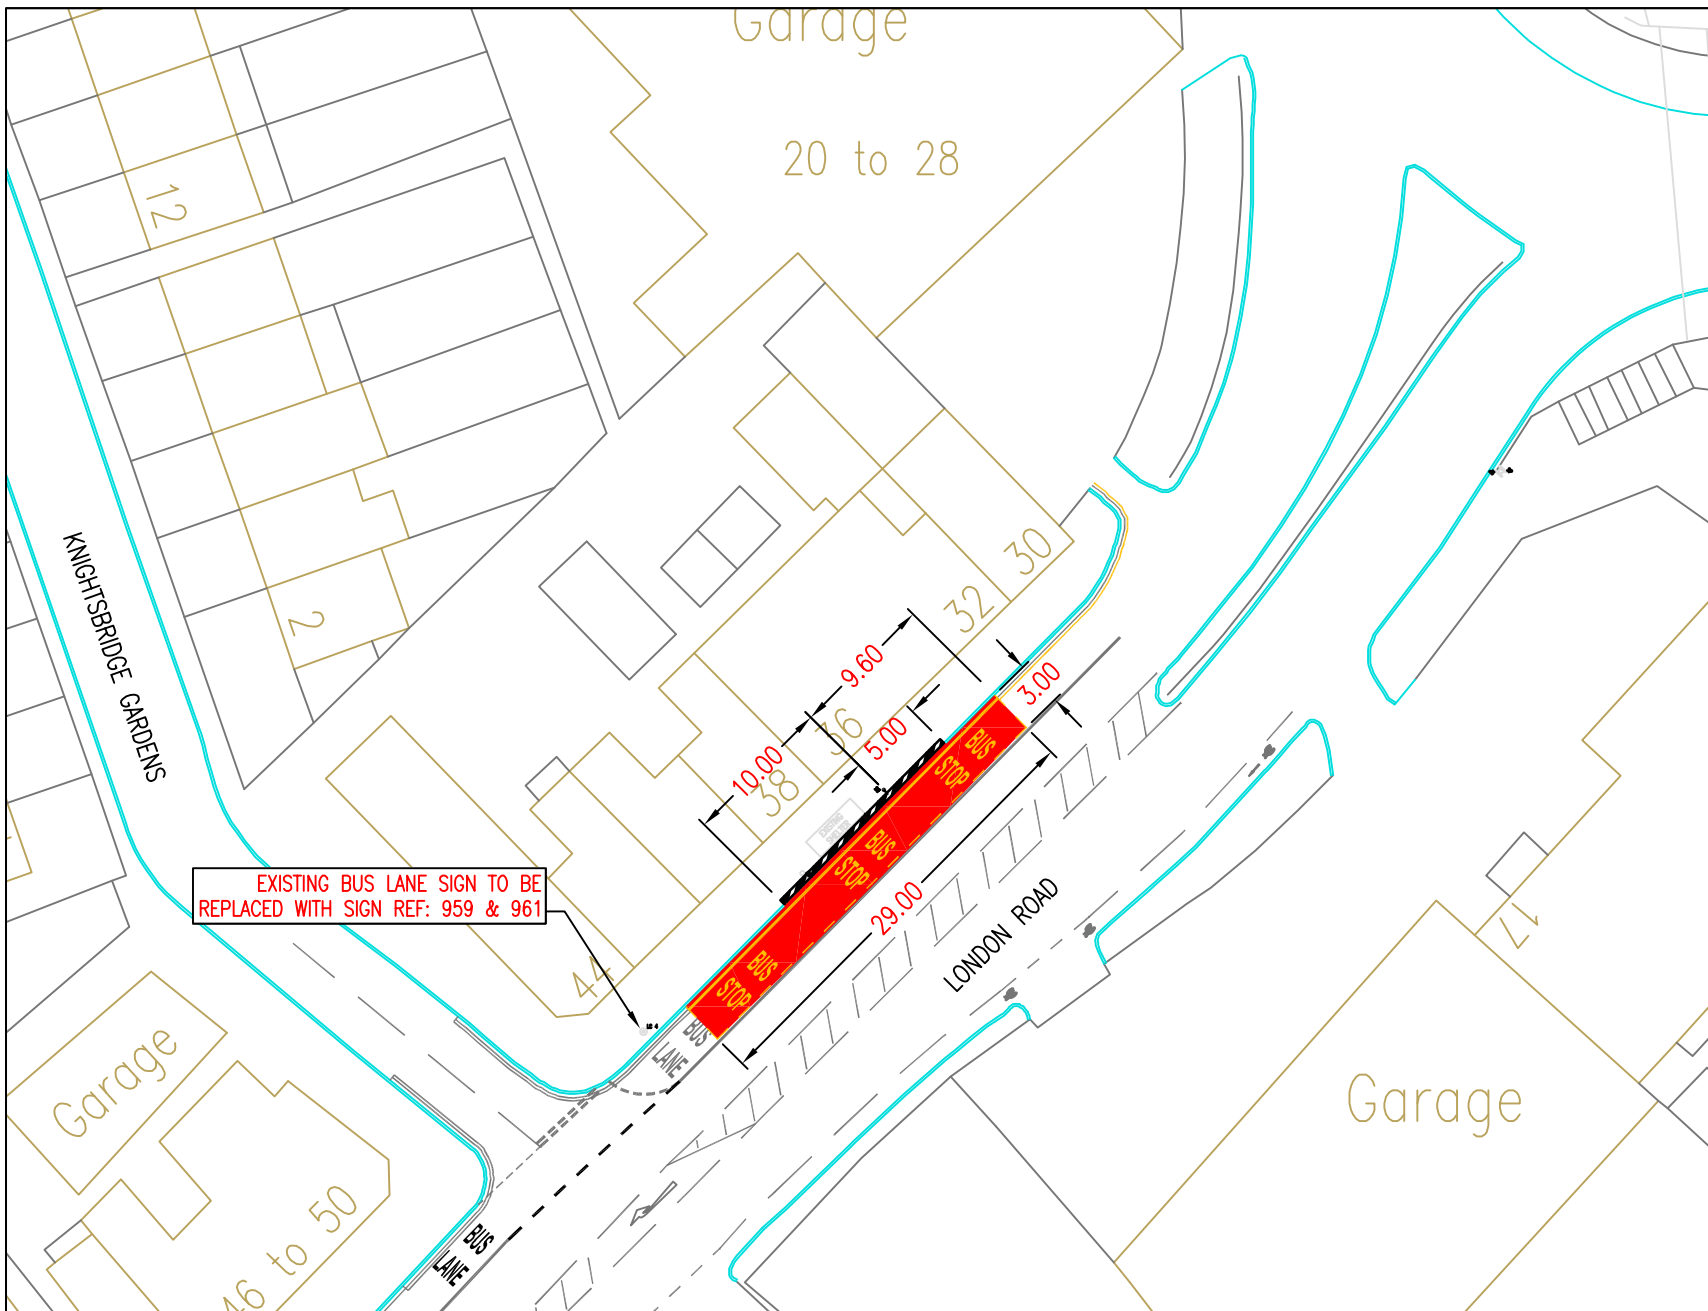 Garage
20 to 28
12
2
KNIGHTSBRIDGE GARDENS
30
32
36
38
44
9.60
3.00
5.00
10.00
29.00
EXISTING
SHELTER
BUS
STOP
BUS
STOP
BUS
STOP
EXISTING BUS LANE SIGN TO BE
REPLACED WITH SIGN REF: 959 & 961
BUS
LANE
LONDON ROAD
17
Garage
Garage
46 to 50
BUS
LANE